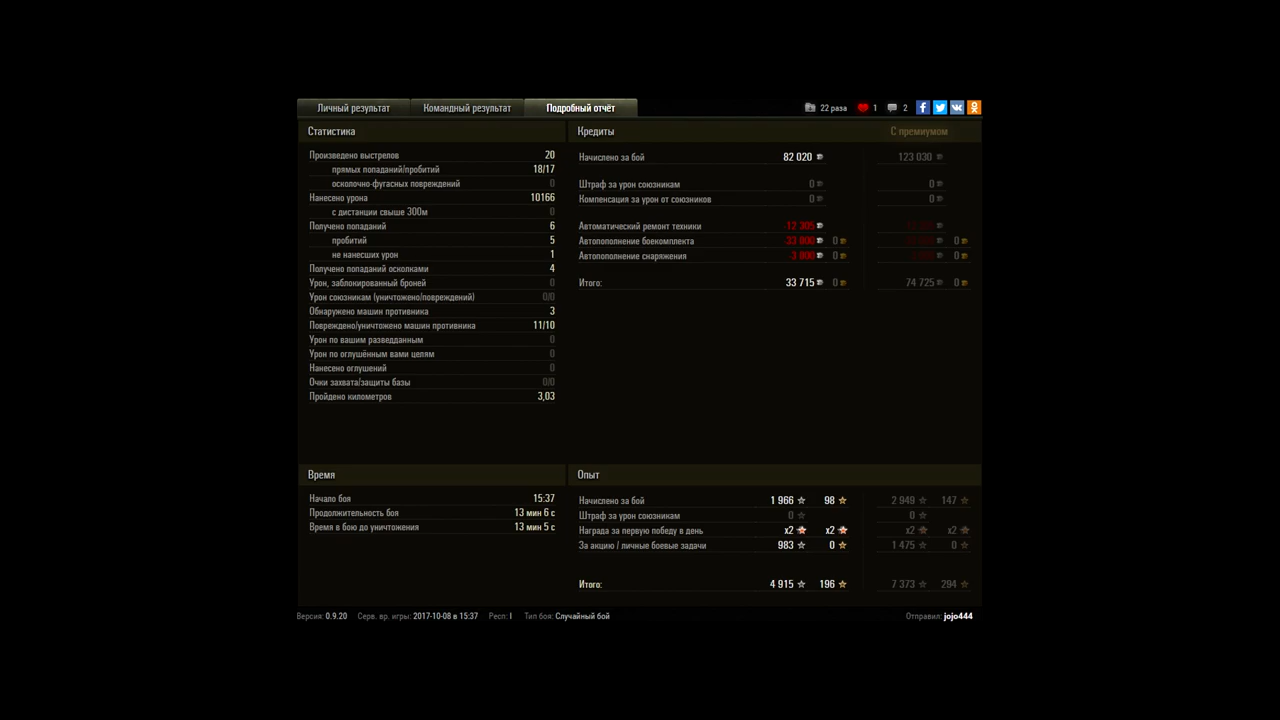 Личный результат Командный результат Подробный отчёт 22 раза 1 2
Статистика
Произведено выстрелов 20
прямых попаданий/пробитий 18/17
осколочно-фугасных повреждений 0
Нанесено урона 10166
с дистанции свыше 300м 0
Получено попаданий 6
пробитий 5
не нанесших урон 1
Получено попаданий осколками 4
Урон, заблокированный броней 0
Урон союзникам (уничтожено/повреждений) 0/0
Обнаружено машин противника 3
Повреждено/уничтожено машин противника 11/10
Урон по вашим разведданным 0
Урон по оглушённым вами целям 0
Нанесено оглушений 0
Очки захвата/защиты базы 0/0
Пройдено километров 3,03
Кредиты С премиумом
Начислено за бой 82 020 123 030
Штраф за урон союзникам 0 0
Компенсация за урон от союзников 0 0
Автоматический ремонт техники -12 305
Автопополнение боекомплекта -33 000 0 0
Автопополнение снаряжения -3 000 0 0
Итого: 33 715 0 74 725 0
Время
Начало боя 15:37
Продолжительность боя 13 мин 6 с
Время в бою до уничтожения 13 мин 5 с
Опыт
Начислено за бой 1 966 98 2 949 147
Штраф за урон союзникам 0 0
Награда за первую победу в день x2 x2 x2 x2
За акцию / личные боевые задачи 983 0 1 475 0
Итого: 4 915 196 7 373 294
Версия: 0.9.20 Серв. вр. игры: 2017-10-08 в 15:37 Респ: I Тип боя: Случайный бой Отправил: jojo444